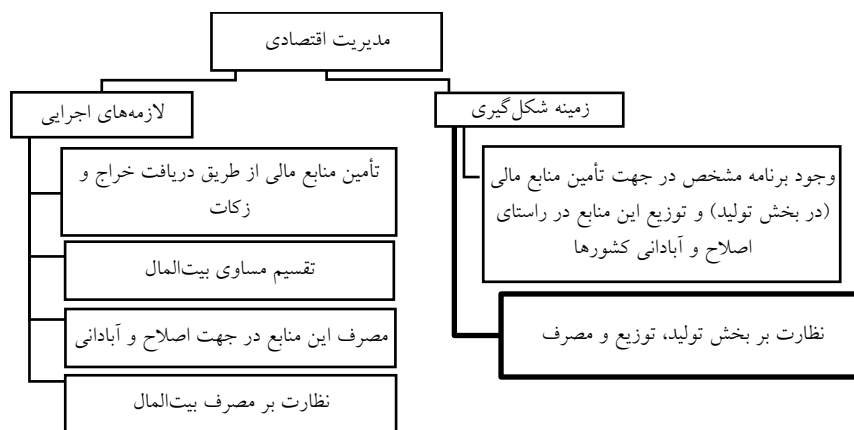 مدیریت اقتصادی
زمینه شکل‌گیری
وجود برنامه مشخص در جهت تأمین منابع مالی
(در بخش تولید) و توزیع این منابع در راستای
اصلاح و آبادانی کشورها
نظارت بر بخش تولید، توزیع و مصرف
لازمه‌های اجرایی
تأمین منابع مالی از طریق دریافت خراج و
زکات
تقسیم مساوی بیت‌المال
مصرف این منابع در جهت اصلاح و آبادانی
نظارت بر مصرف بیت‌المال